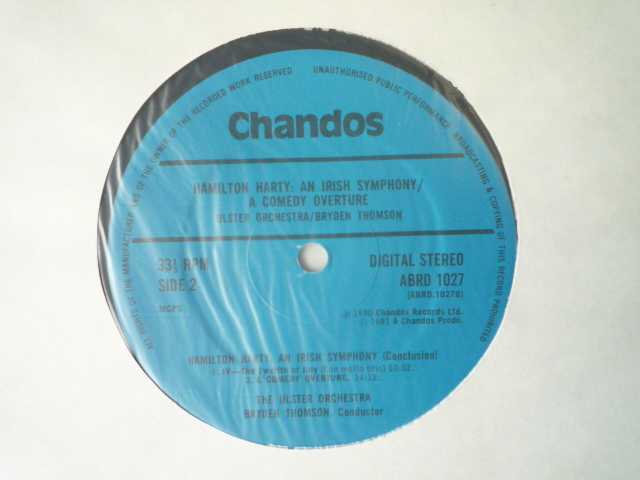 ALL RIGHTS OF THE MANUFACTURER AND OF THE OWNER OF THE RECORDED WORK RESERVED
UNAUTHORISED PUBLIC PERFORMANCE, BROADCASTING & COPYING OF THIS RECORD PROHIBITED
Chandos
HAMILTON HARTY: AN IRISH SYMPHONY/
A COMEDY OVERTURE
ULSTER ORCHESTRA/BRYDEN THOMSON
33⅓ RPM
SIDE 2
MCPS
DIGITAL STEREO
ABRD 1027
(ABRD.1027B)
℗ 1980 Chandos Records Ltd.
© 1981 A Chandos Prodn.
HAMILTON HARTY: AN IRISH SYMPHONY (Conclusion)
1. IV—The Twelfth of July (Con molto brio) 10:02.
2. A COMEDY OVERTURE, 14:12.
THE ULSTER ORCHESTRA
BRYDEN THOMSON, Conductor